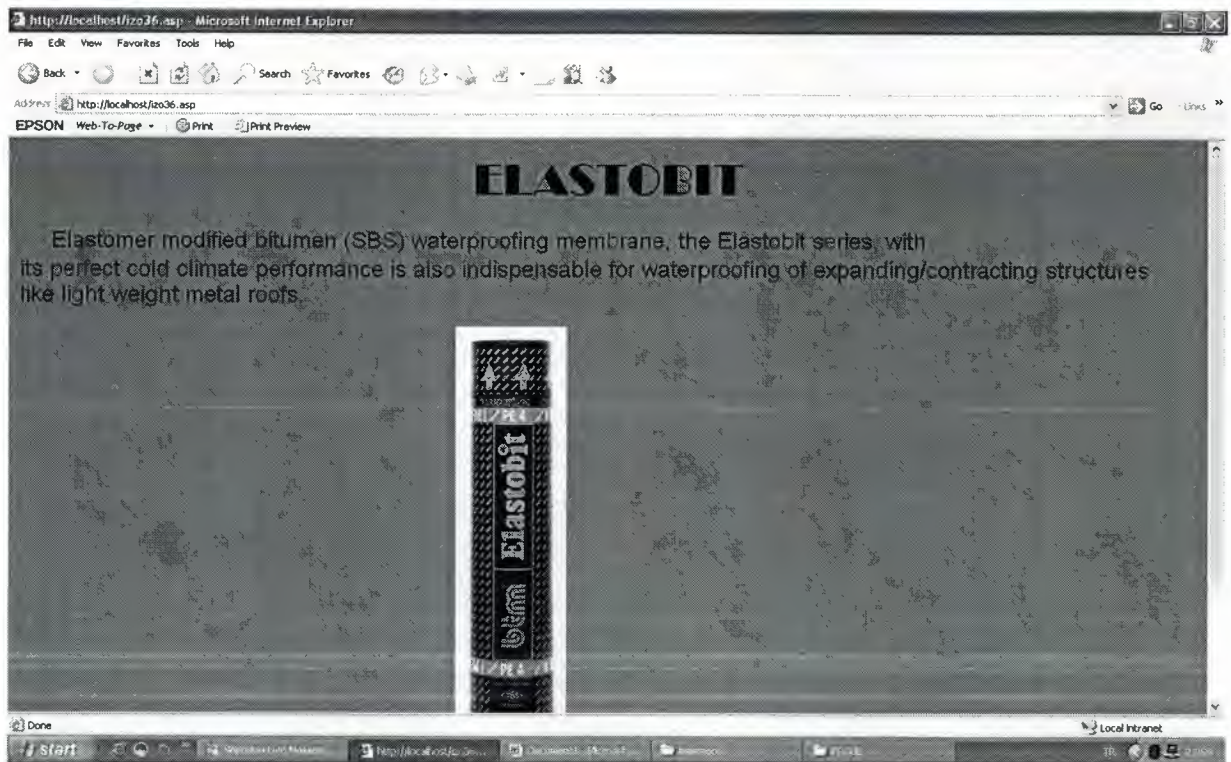 http://localhost/izo36.asp - Microsoft Internet Explorer
File Edit View Favorites Tools Help
Back Search Favorites
Address http://localhost/izo36.asp Go Links »
EPSON Web-To-Page Print Print Preview
ELASTOBIT
Elastomer modified bitumen (SBS) waterproofing membrane, the Elastobit series, with
its perfect cold climate performance is also indispensable for waterproofing of expanding/contracting structures
like light weight metal roofs.
Elastobit
Done Local intranet
start TR